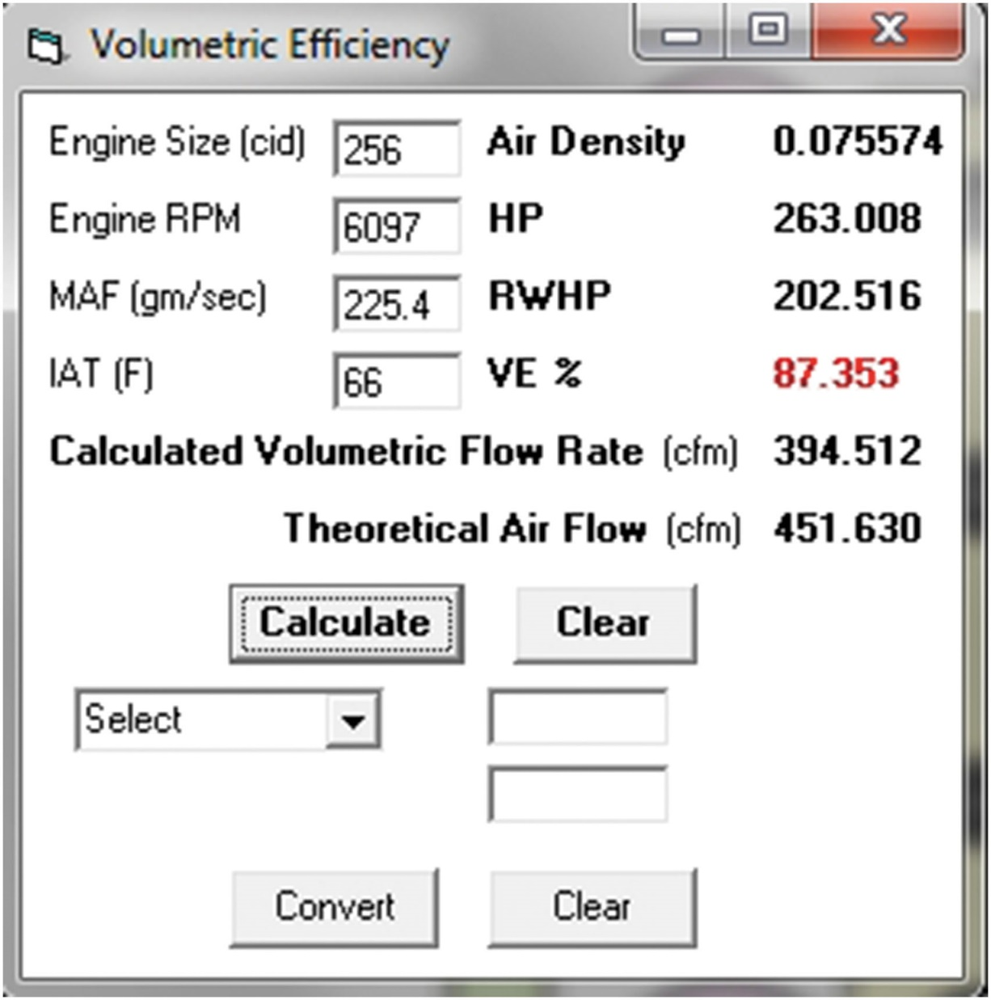 Volumetric Efficiency
Engine Size (cid) 256 Air Density 0.075574
Engine RPM 6097 HP 263.008
MAF (gm/sec) 225.4 RWHP 202.516
IAT (F) 66 VE % 87.353
Calculated Volumetric Flow Rate (cfm) 394.512
Theoretical Air Flow (cfm) 451.630
Calculate Clear
Select
Convert Clear